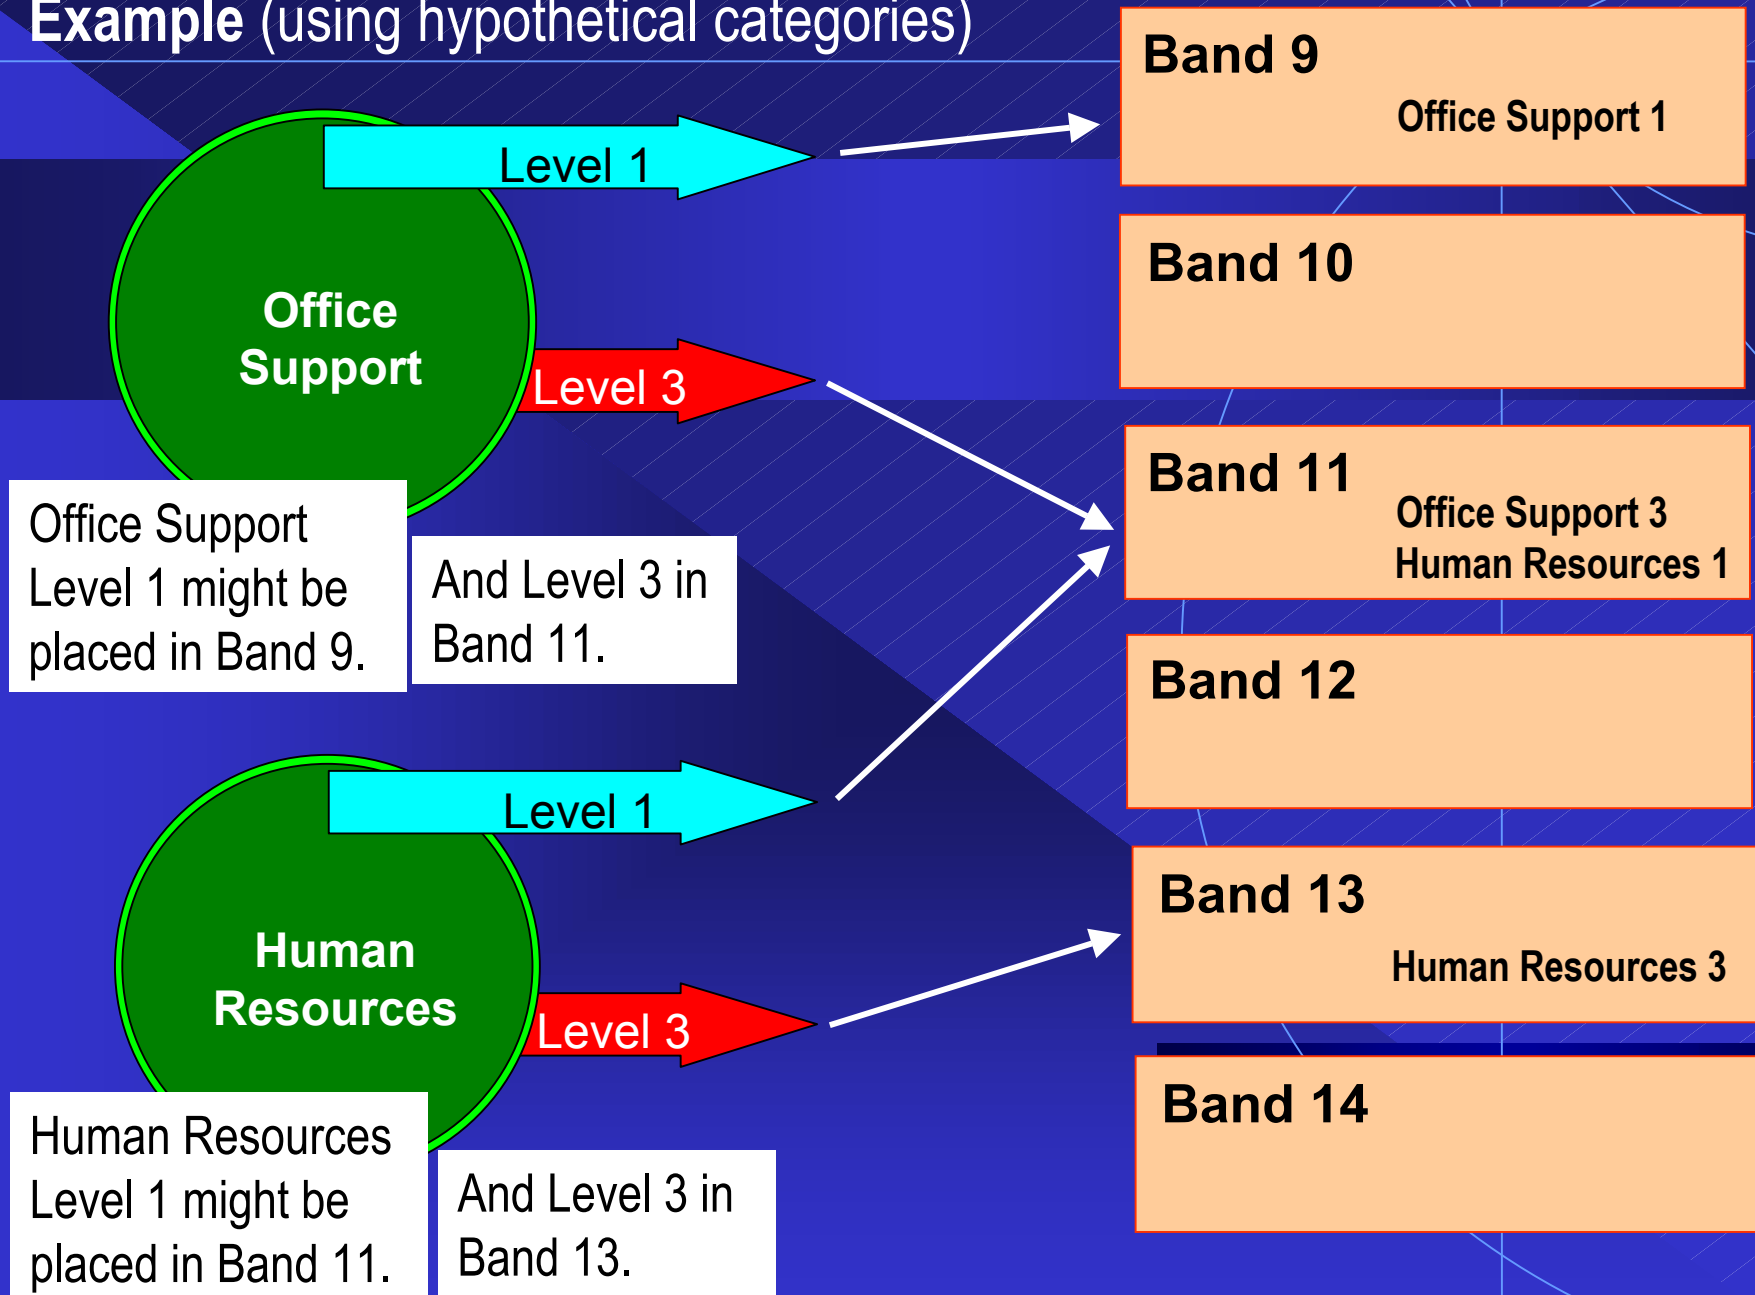 Example (using hypothetical categories)
Level 1
Office
Support
Level 3
Office Support
Level 1 might be
placed in Band 9.
And Level 3 in
Band 11.
Level 1
Human
Resources
Level 3
Human Resources
Level 1 might be
placed in Band 11.
And Level 3 in
Band 13.
Band 9
Office Support 1
Band 10
Band 11
Office Support 3
Human Resources 1
Band 12
Band 13
Human Resources 3
Band 14